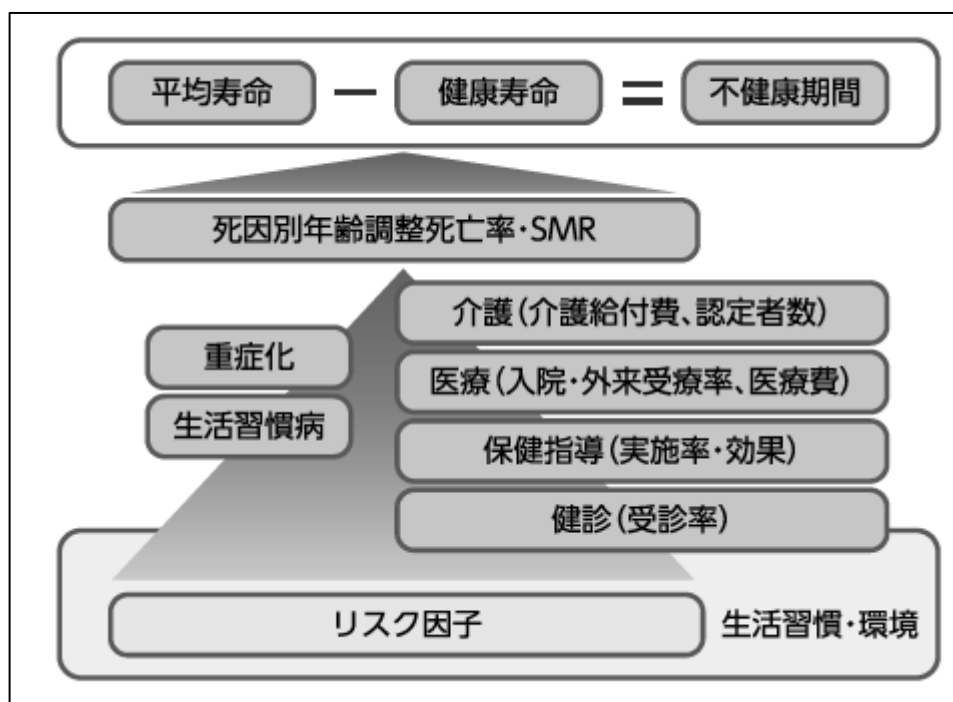 平均寿命 ー 健康寿命 = 不健康期間
死因別年齢調整死亡率・SMR
介護(介護給付費、認定者数)
重症化
医療(入院・外来受療率、医療費)
生活習慣病
保健指導(実施率・効果)
健診(受診率)
リスク因子
生活習慣・環境